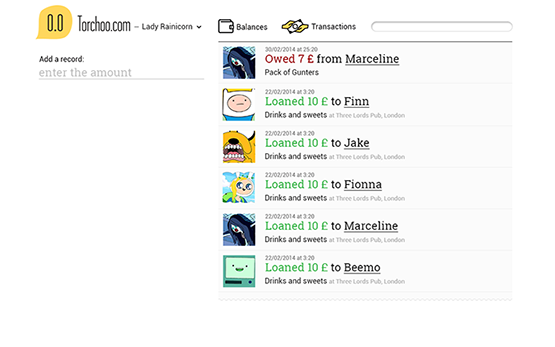 0.0 Torchoo.com – Lady Rainicorn Balances Transactions
Add a record:
enter the amount
30/02/2014 at 25:20
Owed 7 £ from Marceline
Pack of Gunters
22/02/2014 at 3:20
Loaned 10 £ to Finn
Drinks and sweets at Three Lords Pub, London
22/02/2014 at 3:20
Loaned 10 £ to Jake
Drinks and sweets at Three Lords Pub, London
22/02/2014 at 3:20
Loaned 10 £ to Fionna
Drinks and sweets at Three Lords Pub, London
22/02/2014 at 3:20
Loaned 10 £ to Marceline
Drinks and sweets at Three Lords Pub, London
22/02/2014 at 3:20
Loaned 10 £ to Beemo
Drinks and sweets at Three Lords Pub, London